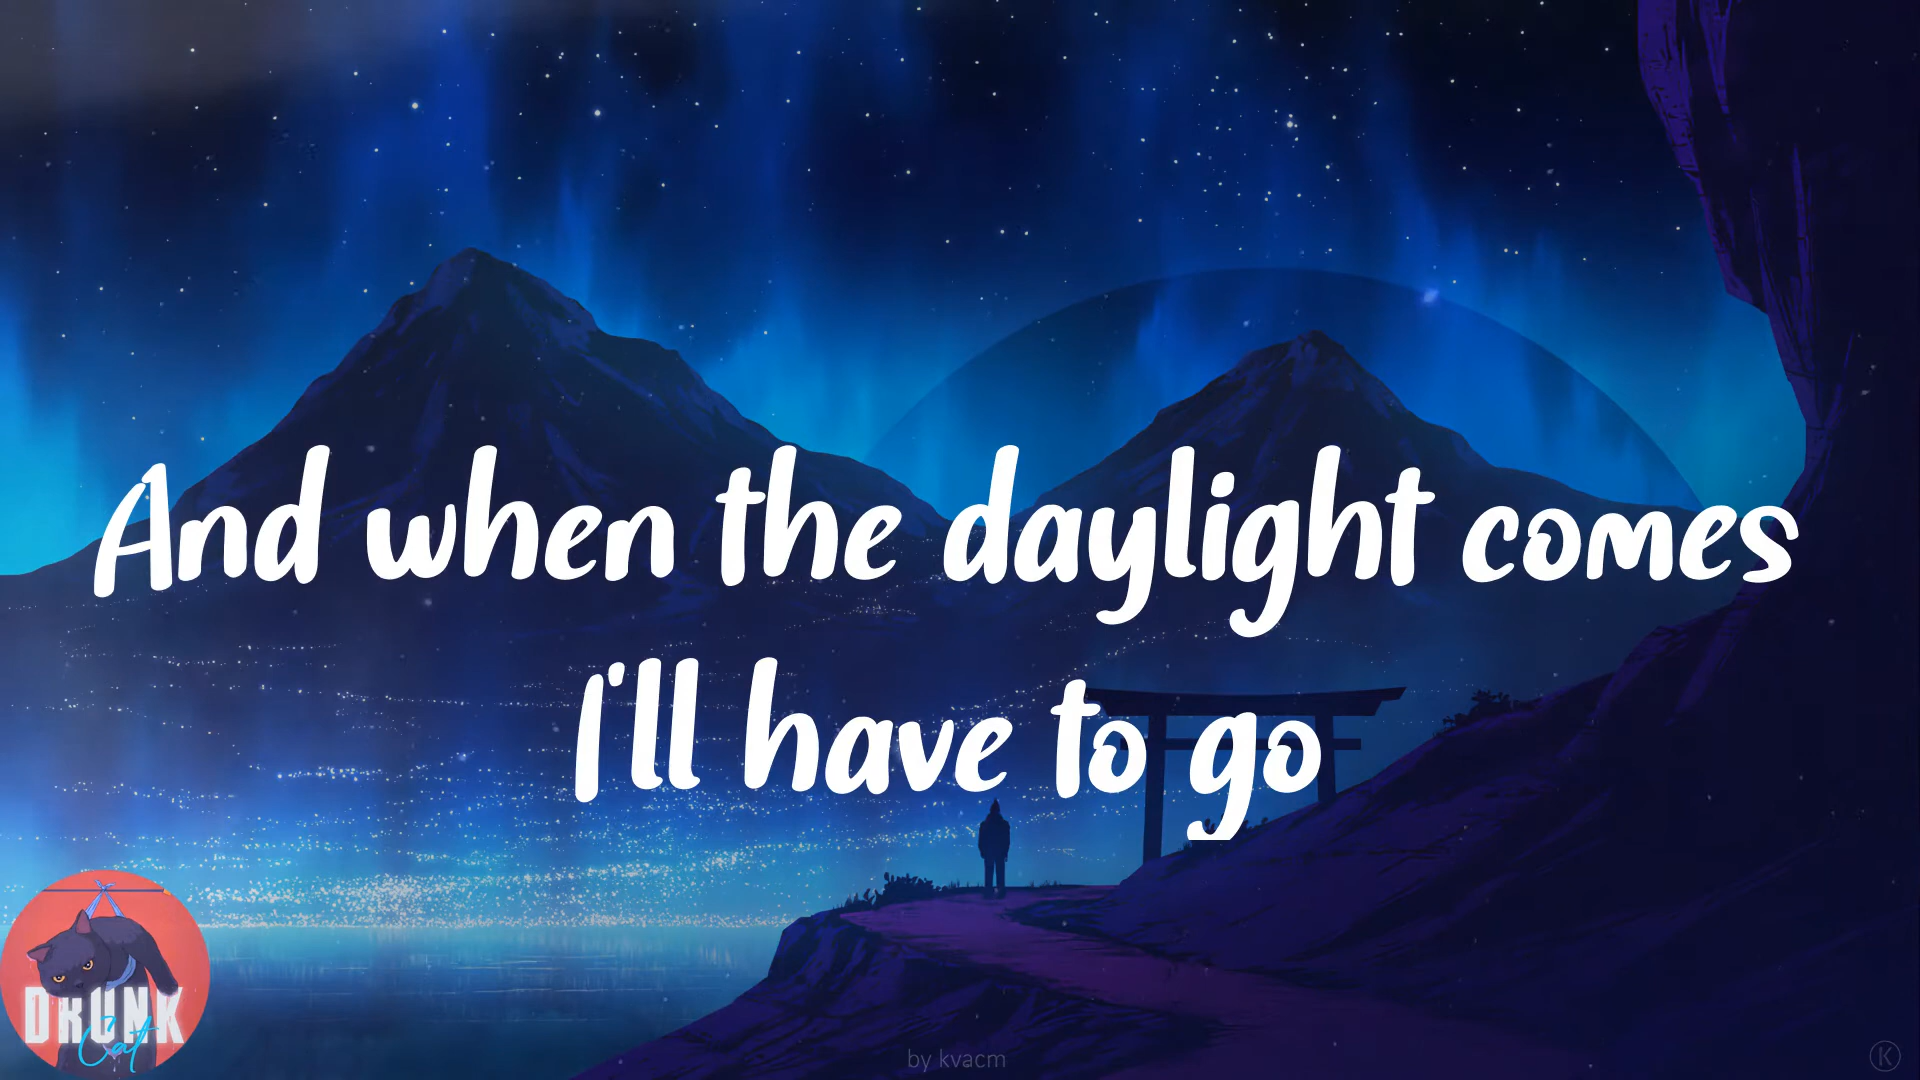 And when the daylight comes
I'll have to go
DRUNK
Cat
by kvacm
K